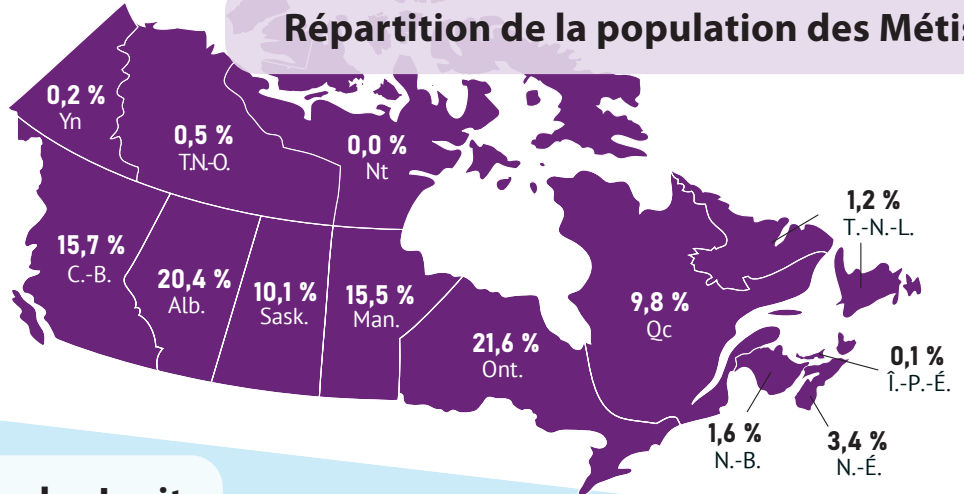 Répartition de la population des Métis
0,2 %
Yn
0,5 %
T.N.-O.
0,0 %
Nt
1,2 %
T.-N.-L.
15,7 %
C.-B.
20,4 %
Alb.
10,1 %
Sask.
15,5 %
Man.
9,8 %
Qc
21,6 %
Ont.
0,1 %
Î.-P.-É.
1,6 %
N.-B.
3,4 %
N.-É.